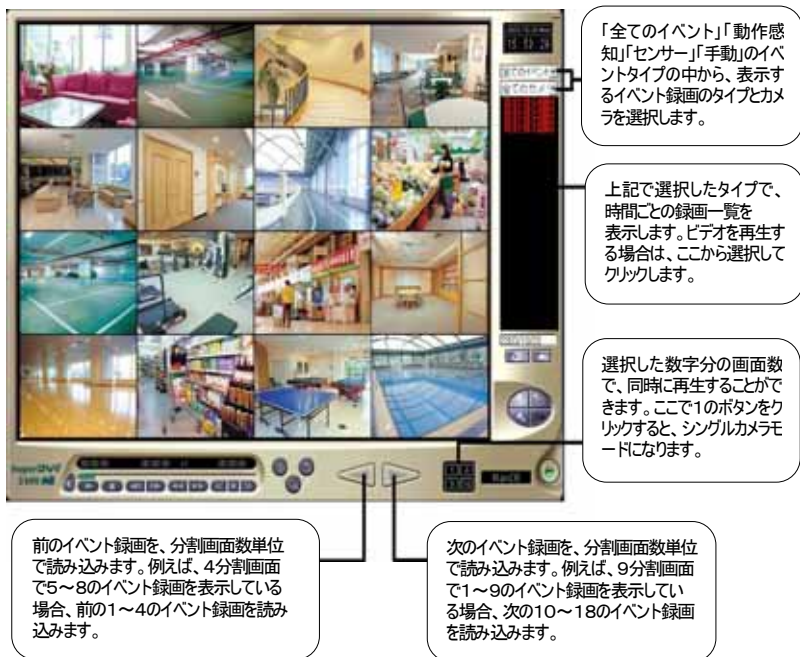 全てのイベント
全てのカメラ
「全てのイベント」「動作感
知」「センサー」「手動」のイベ
ントタイプの中から、表示す
るイベント録画のタイプとカメ
ラを選択します。
上記で選択したタイプで、
時間ごとの録画一覧を
表示します。ビデオを再生す
る場合は、ここから選択して
クリックします。
選択した数字分の画面数
で、同時に再生することがで
きます。ここで1のボタンをク
リックすると、シングルカメラモ
ードになります。
SuperDVR
前のイベント録画を、分割画面数単位
で読み込みます。例えば、4分割画面
で5～8のイベント録画を表示している
場合、前の1～4のイベント録画を読み
込みます。
次のイベント録画を、分割画面数単位
で読み込みます。例えば、9分割画面
で1～9のイベント録画を表示してい
る場合、次の10～18のイベント録画
を読み込みます。